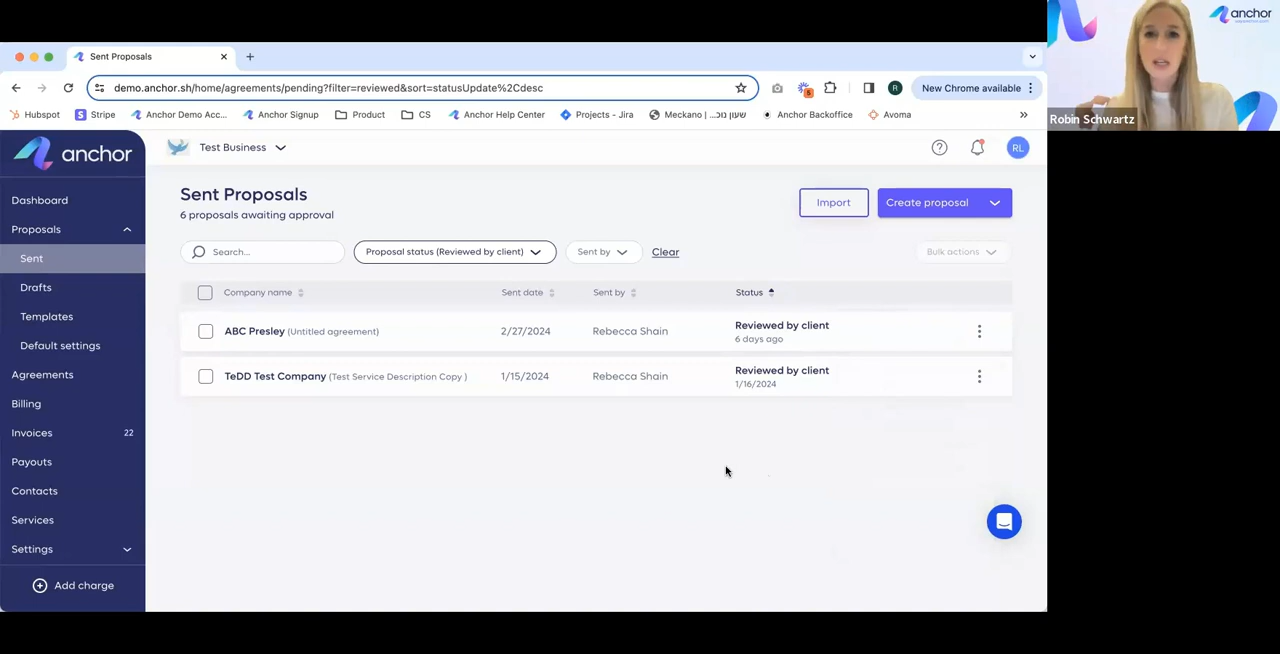 Sent Proposals
demo.anchor.sh/home/agreements/pending?filter=reviewed&sort=statusUpdate%2Cdesc
5
R
New Chrome available
Hubspot
Stripe
Anchor Demo Acc...
Anchor Signup
Product
CS
Anchor Help Center
Projects - Jira
Meckano | ...שעון נוכ
Anchor Backoffice
Avoma
anchor
Robin Schwartz
anchor
Dashboard
Proposals
Sent
Drafts
Templates
Default settings
Agreements
Billing
Invoices 22
Payouts
Contacts
Services
Settings
Add charge
Test Business
RL
Sent Proposals
6 proposals awaiting approval
Import
Create proposal
Search...
Proposal status (Reviewed by client)
Sent by
Clear
Bulk actions
Company name Sent date Sent by Status
ABC Presley (Untitled agreement) 2/27/2024 Rebecca Shain Reviewed by client
6 days ago
TeDD Test Company (Test Service Description Copy ) 1/15/2024 Rebecca Shain Reviewed by client
1/16/2024